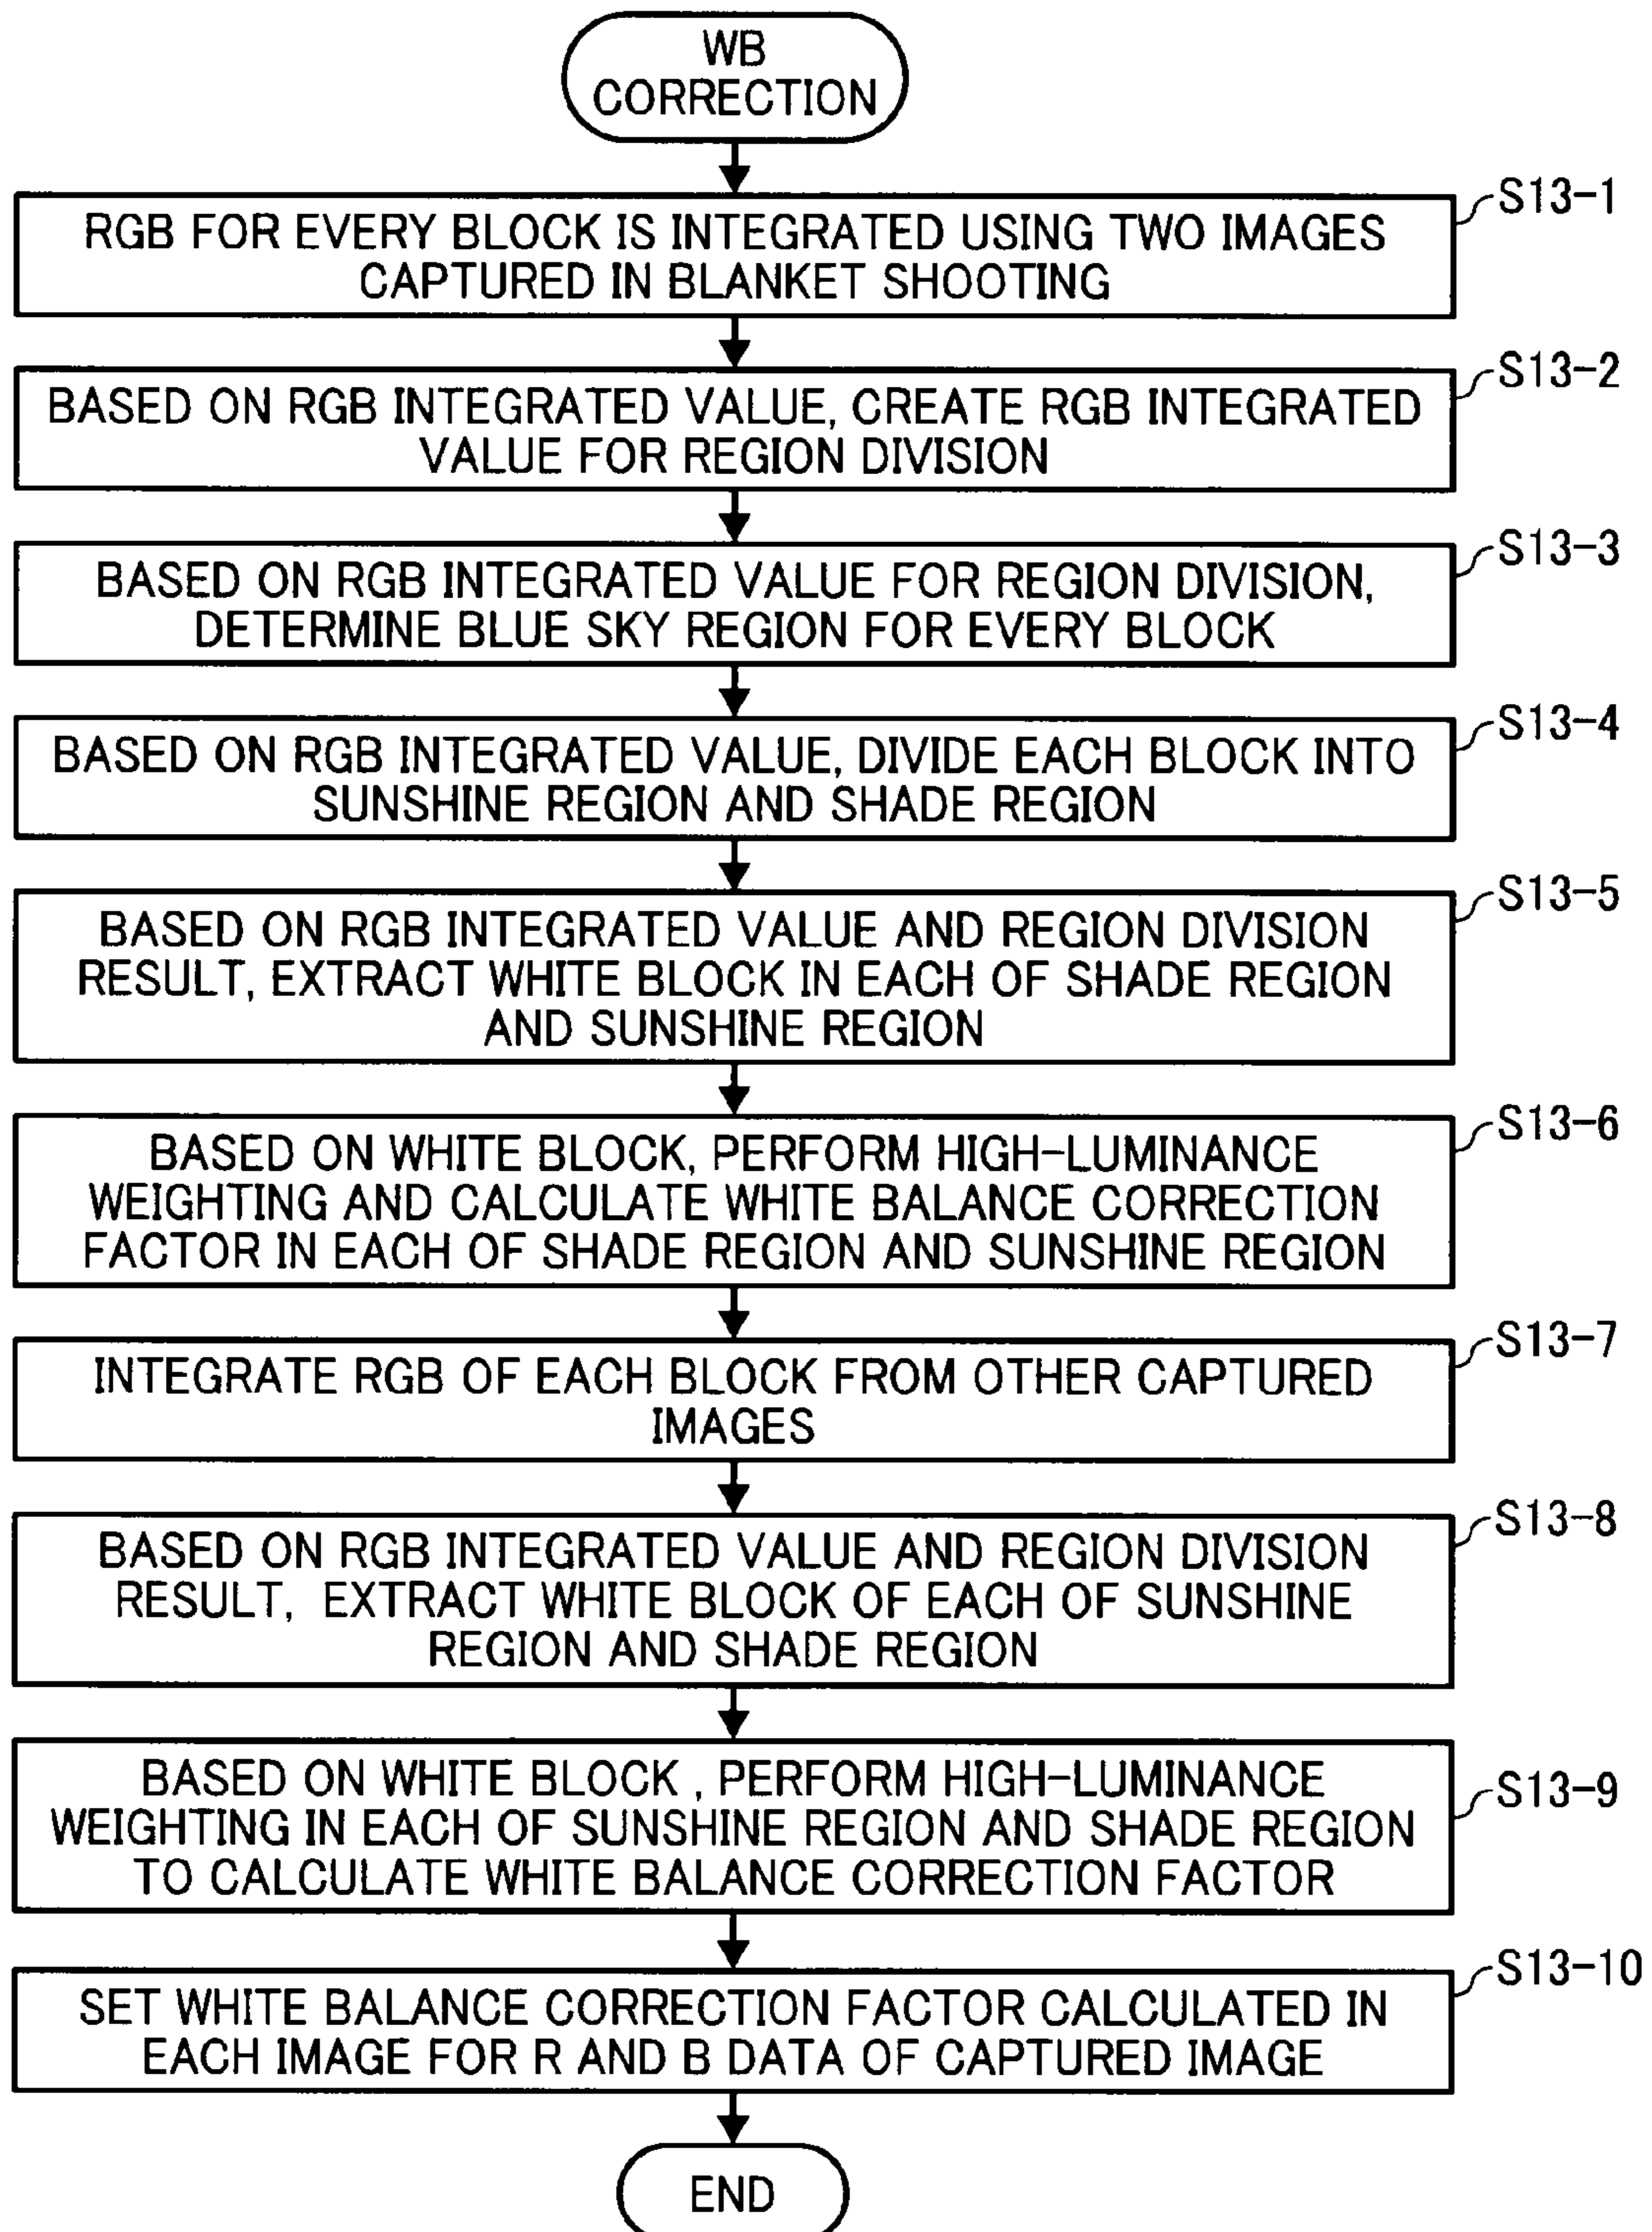 WB
CORRECTION
S13-1
RGB FOR EVERY BLOCK IS INTEGRATED USING TWO IMAGES
CAPTURED IN BLANKET SHOOTING
S13-2
BASED ON RGB INTEGRATED VALUE, CREATE RGB INTEGRATED
VALUE FOR REGION DIVISION
S13-3
BASED ON RGB INTEGRATED VALUE FOR REGION DIVISION,
DETERMINE BLUE SKY REGION FOR EVERY BLOCK
S13-4
BASED ON RGB INTEGRATED VALUE, DIVIDE EACH BLOCK INTO
SUNSHINE REGION AND SHADE REGION
S13-5
BASED ON RGB INTEGRATED VALUE AND REGION DIVISION
RESULT, EXTRACT WHITE BLOCK IN EACH OF SHADE REGION
AND SUNSHINE REGION
S13-6
BASED ON WHITE BLOCK, PERFORM HIGH-LUMINANCE
WEIGHTING AND CALCULATE WHITE BALANCE CORRECTION
FACTOR IN EACH OF SHADE REGION AND SUNSHINE REGION
S13-7
INTEGRATE RGB OF EACH BLOCK FROM OTHER CAPTURED
IMAGES
S13-8
BASED ON RGB INTEGRATED VALUE AND REGION DIVISION
RESULT, EXTRACT WHITE BLOCK OF EACH OF SUNSHINE
REGION AND SHADE REGION
S13-9
BASED ON WHITE BLOCK , PERFORM HIGH-LUMINANCE
WEIGHTING IN EACH OF SUNSHINE REGION AND SHADE REGION
TO CALCULATE WHITE BALANCE CORRECTION FACTOR
S13-10
SET WHITE BALANCE CORRECTION FACTOR CALCULATED IN
EACH IMAGE FOR R AND B DATA OF CAPTURED IMAGE
END